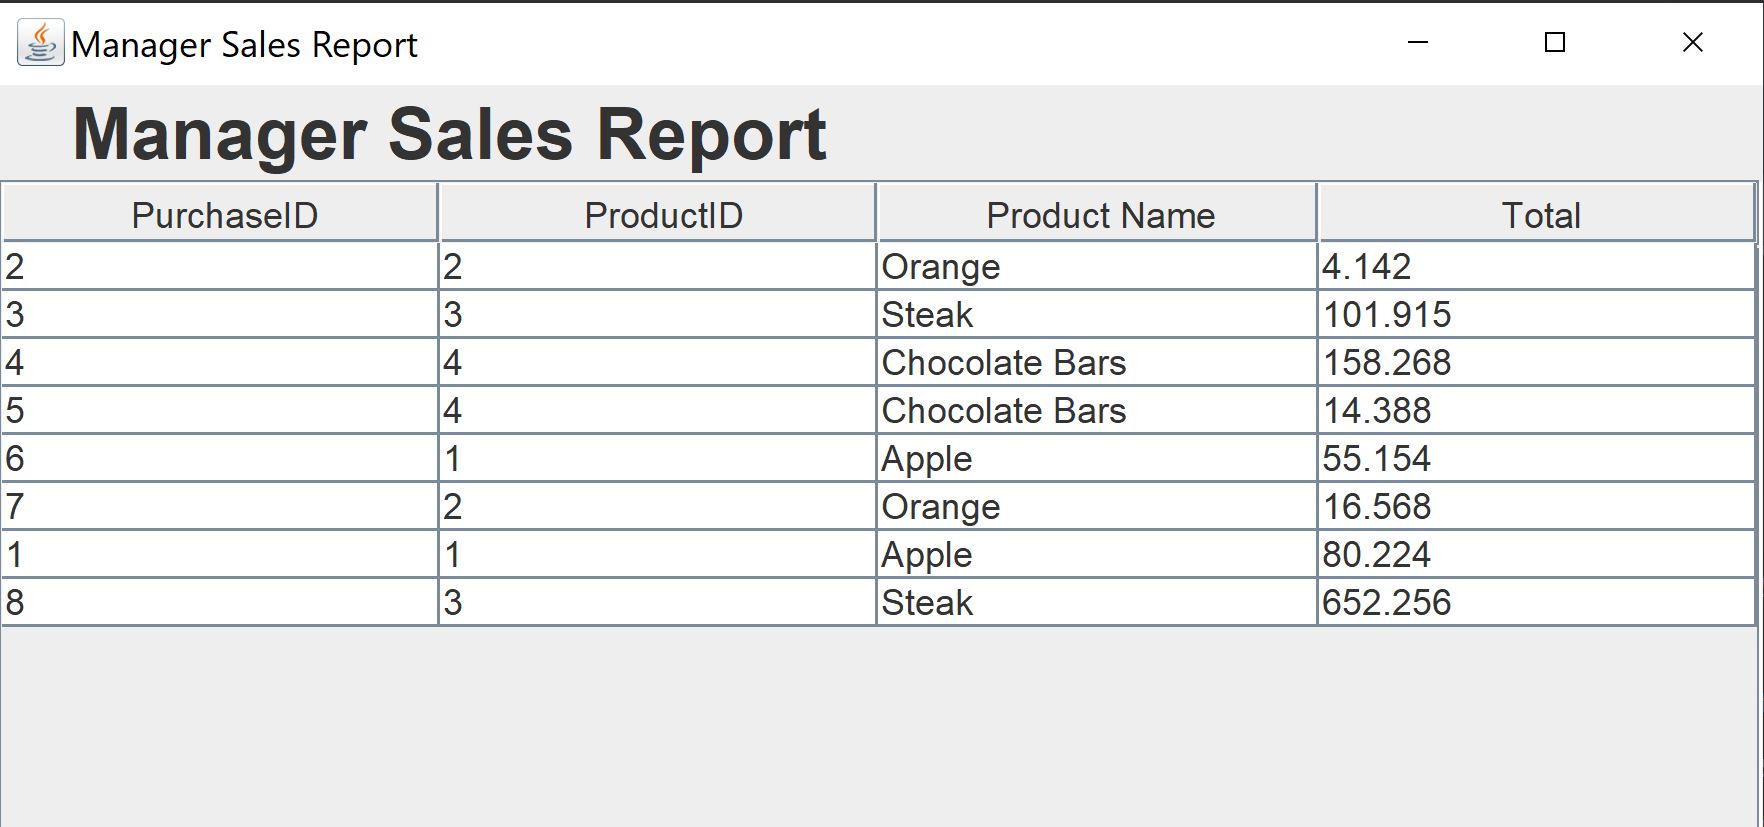 Manager Sales Report
Manager Sales Report
PurchaseID ProductID Product Name Total
2 2 Orange 4.142
3 3 Steak 101.915
4 4 Chocolate Bars 158.268
5 4 Chocolate Bars 14.388
6 1 Apple 55.154
7 2 Orange 16.568
1 1 Apple 80.224
8 3 Steak 652.256